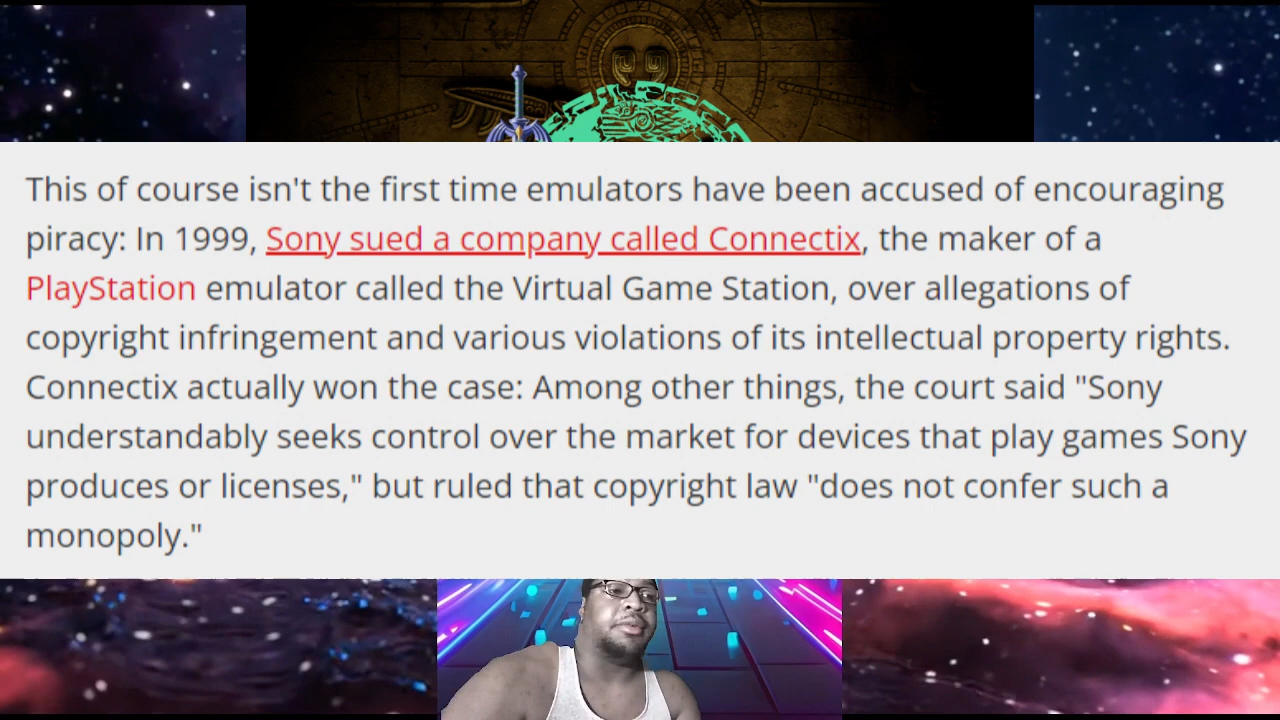 This of course isn't the first time emulators have been accused of encouraging
piracy: In 1999, Sony sued a company called Connectix, the maker of a
PlayStation emulator called the Virtual Game Station, over allegations of
copyright infringement and various violations of its intellectual property rights.
Connectix actually won the case: Among other things, the court said "Sony
understandably seeks control over the market for devices that play games Sony
produces or licenses," but ruled that copyright law "does not confer such a
monopoly."